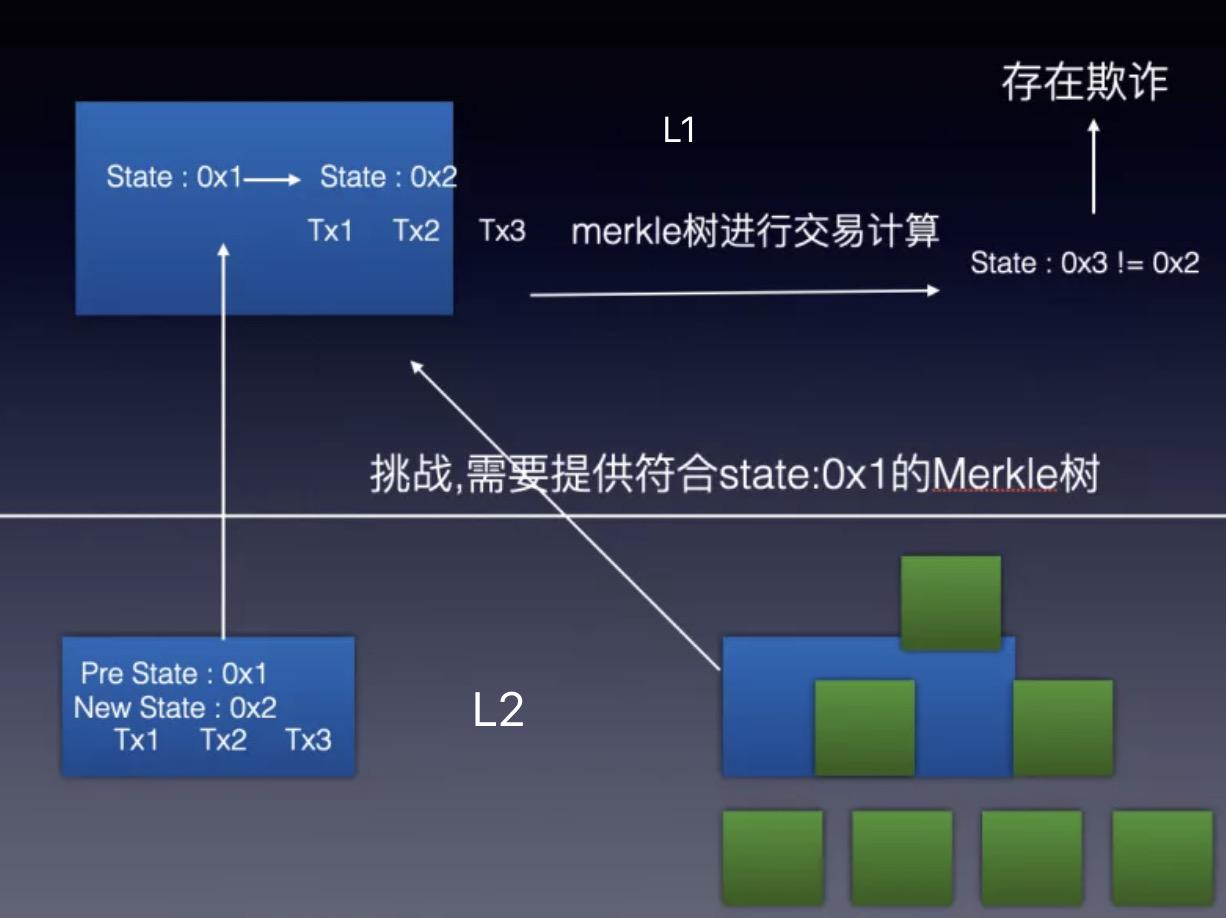 存在欺诈
L1
State : 0x1 State : 0x2
Tx1 Tx2 Tx3
merkle树进行交易计算
State : 0x3 != 0x2
挑战,需要提供符合state:0x1的Merkle树
Pre State : 0x1
New State : 0x2
Tx1 Tx2 Tx3
L2